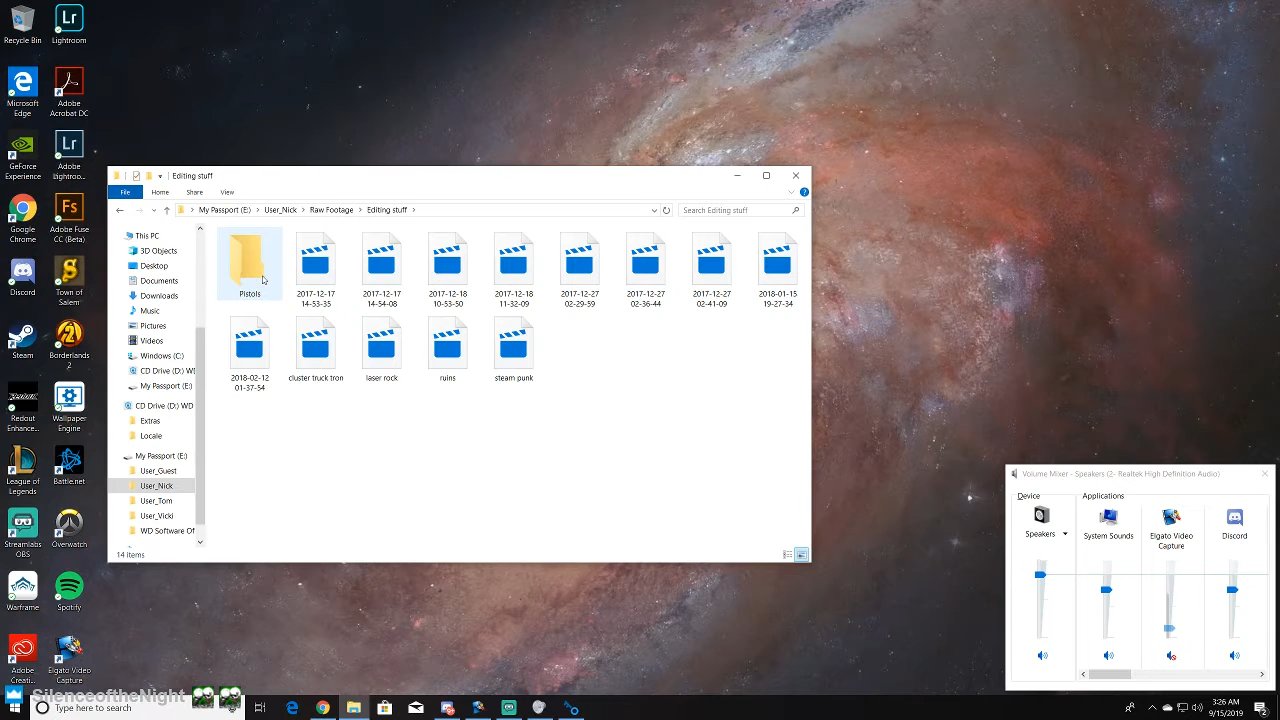 Recycle Bin
Lightroom
Microsoft Edge
Adobe Acrobat DC
GeForce Experience
Adobe Lightroo...
Google Chrome
Adobe Fuse CC (Beta)
Discord
Town of Salem
Steam
Borderlands 2
Redout Enhance...
Wallpaper Engine
League of Legends
Battle.net
Streamlabs OBS
Overwatch
Warframe
Spotify
Adobe Creati...
Elgato Video Capture
Editing stuff
File
Home
Share
View
My Passport (E:) > User_Nick > Raw Footage > Editing stuff >
Search Editing stuff
This PC
3D Objects
Desktop
Documents
Downloads
Music
Pictures
Videos
Windows (C:)
CD Drive (D:) WD
My Passport (E:)
CD Drive (D:) WD
Extras
Locale
My Passport (E:)
User_Guest
User_Nick
User_Tom
User_Vicki
WD Software Of
Pistols
2017-12-17 14-53-35
2017-12-17 14-54-08
2017-12-18 10-53-50
2017-12-18 11-32-09
2017-12-27 02-29-59
2017-12-27 02-36-44
2017-12-27 02-41-09
2018-01-15 19-27-34
2018-02-12 01-37-54
cluster truck tron
laser rock
ruins
steam punk
14 items
Volume Mixer - Speakers (2- Realtek High Definition Audio)
Device
Applications
Speakers
System Sounds
Elgato Video Capture
Discord
SilenceoftheNight
Type here to search
3:26 AM
9/15/2019